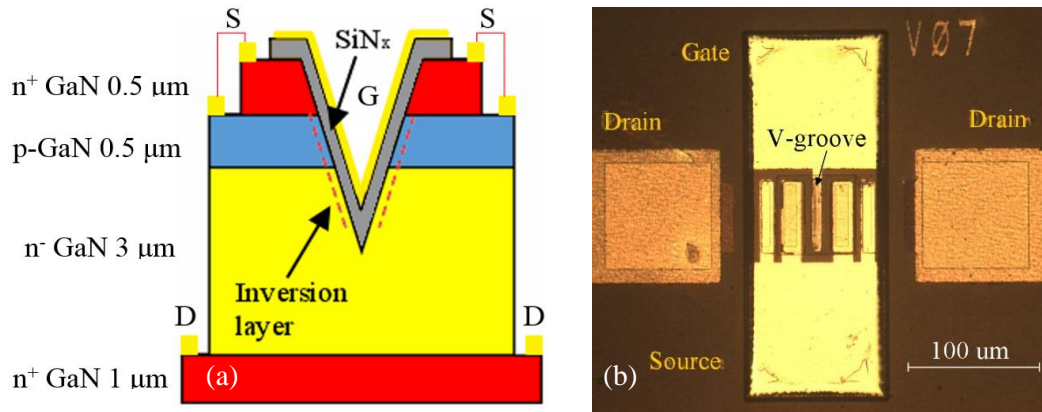 S
SiNₓ
S
n⁺ GaN 0.5 μm
G
p-GaN 0.5 μm
n⁻ GaN 3 μm
Inversion
layer
D
D
n⁺ GaN 1 μm
(a)
VØ7
Gate
Drain
Drain
V-groove
Source
100 um
(b)